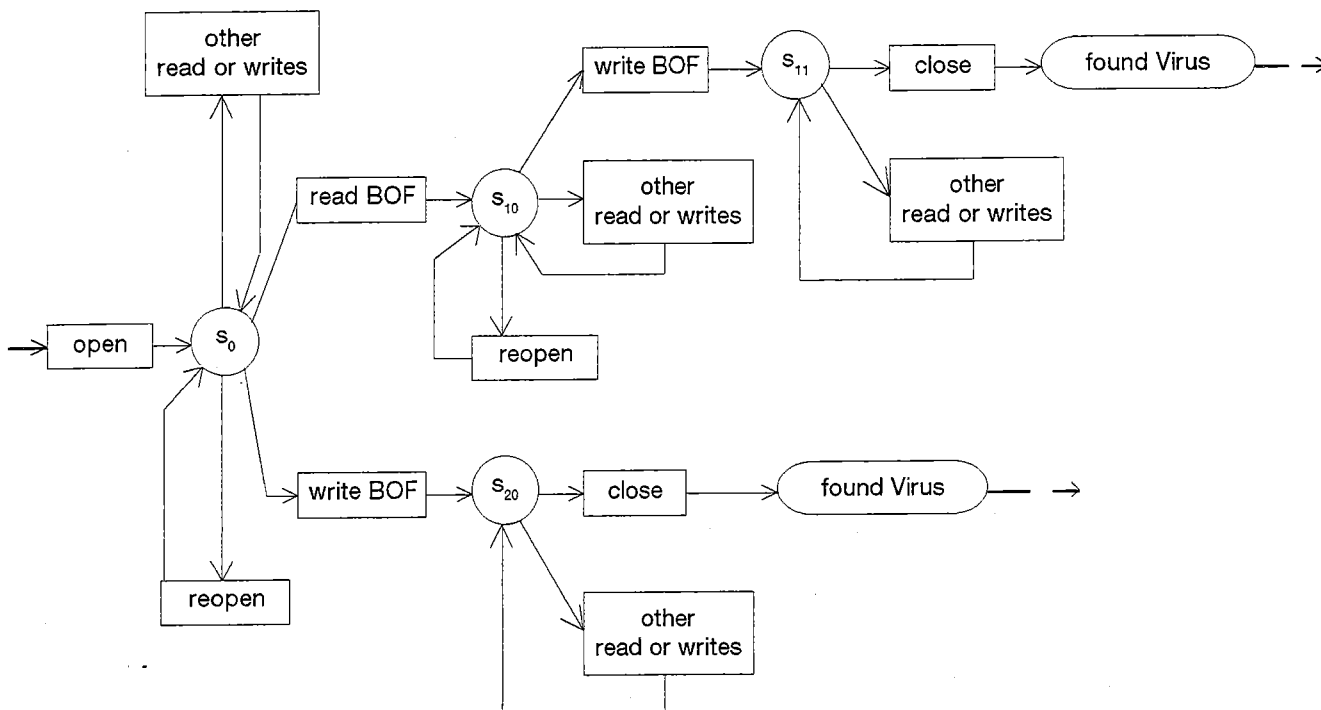 other
read or writes
write BOF
s11
close
found Virus
read BOF
s10
other
read or writes
other
read or writes
open
s0
reopen
write BOF
s20
close
found Virus
reopen
other
read or writes